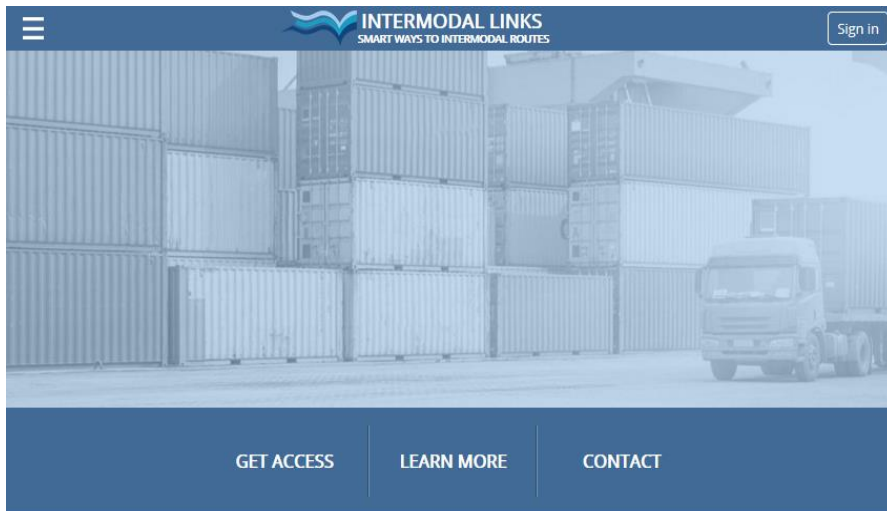 INTERMODAL LINKS
SMART WAYS TO INTERMODAL ROUTES
Sign in
GET ACCESS
LEARN MORE
CONTACT